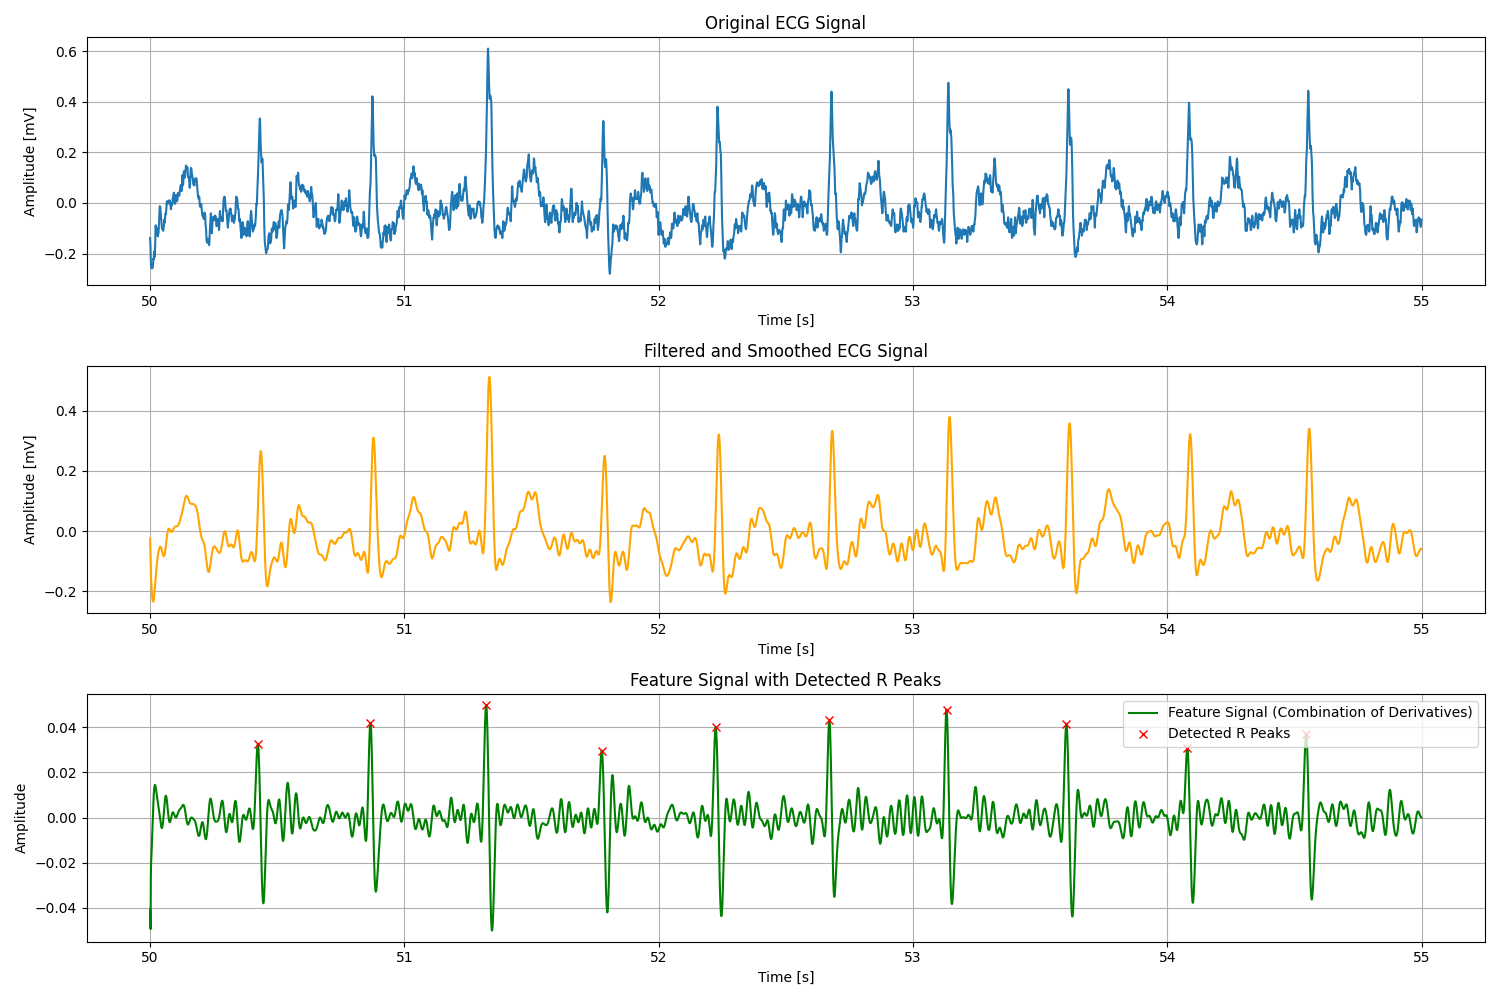 Original ECG Signal
0.6
0.4
0.2
0.0
−0.2
Amplitude [mV]
50 51 52 53 54 55
Time [s]
Filtered and Smoothed ECG Signal
0.4
0.2
0.0
−0.2
Amplitude [mV]
50 51 52 53 54 55
Time [s]
Feature Signal with Detected R Peaks
Feature Signal (Combination of Derivatives)
Detected R Peaks
0.04
0.02
0.00
−0.02
−0.04
Amplitude
50 51 52 53 54 55
Time [s]